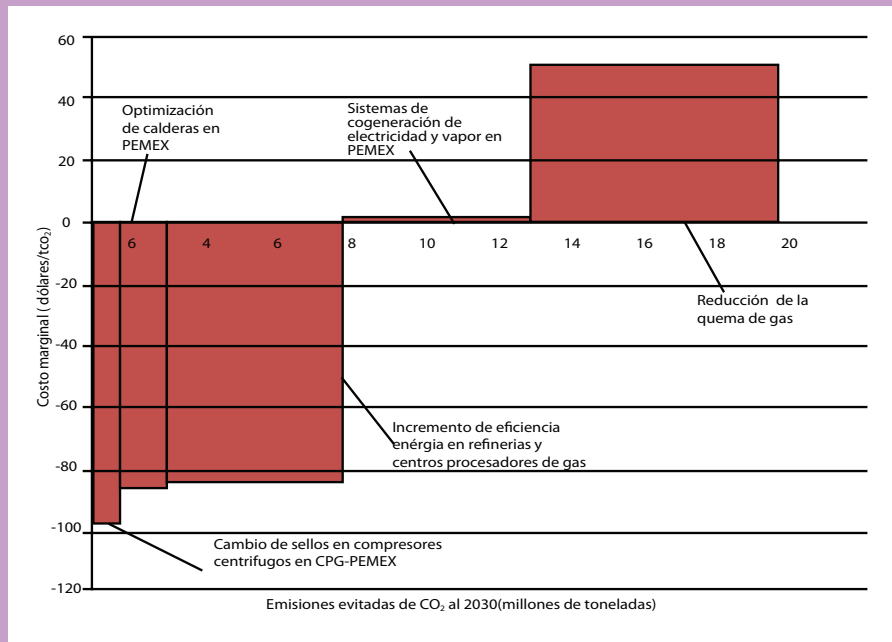 60
40
20
0
-20
-40
-60
-80
-100
-120
Costo marginal ( dólares/tco₂)
Optimización
de calderas en
PEMEX
Sistemas de
cogeneración de
electricidad y vapor en
PEMEX
6 4 6 8 10 12 14 16 18 20
Reducción de la
quema de gas
Incremento de eficiencia
enérgia en refinerias y
centros procesadores de gas
Cambio de sellos en compresores
centrifugos en CPG-PEMEX
Emisiones evitadas de CO₂ al 2030(millones de toneladas)